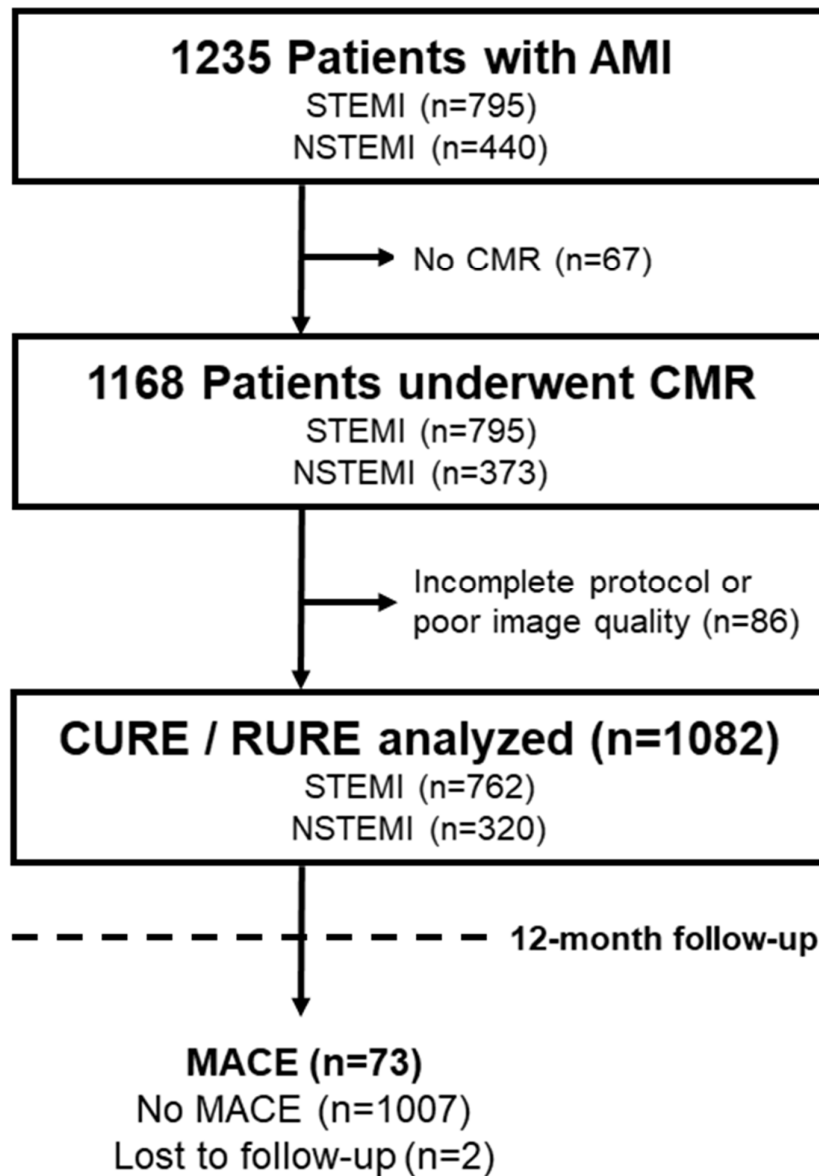 1235 Patients with AMI
STEMI (n=795)
NSTEMI (n=440)
No CMR (n=67)
1168 Patients underwent CMR
STEMI (n=795)
NSTEMI (n=373)
Incomplete protocol or
poor image quality (n=86)
CURE / RURE analyzed (n=1082)
STEMI (n=762)
NSTEMI (n=320)
12-month follow-up
MACE (n=73)
No MACE (n=1007)
Lost to follow-up (n=2)